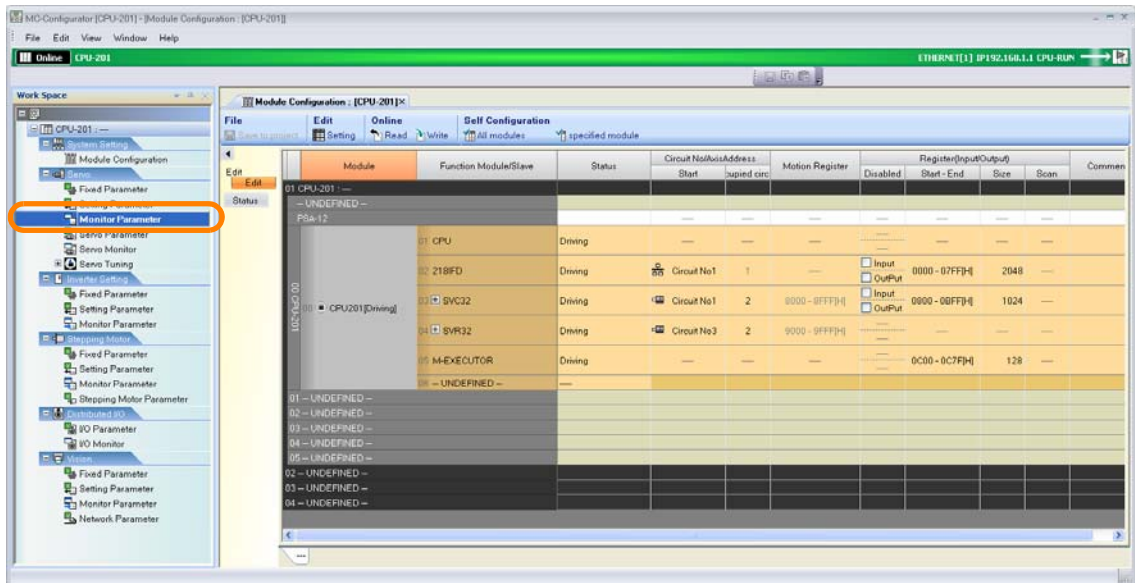 MC-Configurator [CPU-201] - [Module Configuration : [CPU-201]]
File Edit View Window Help
Online CPU-201 ETHERNET[1] IP192.168.1.1 CPU-RUN
Work Space
Module Configuration : [CPU-201]
File Edit Online Self Configuration
Save to project Setting Read Write All modules specified module
CPU-201 : —
System Setting
Module Configuration
Servo
Fixed Parameter
Setting Parameter
Monitor Parameter
Servo Parameter
Servo Monitor
Servo Tuning
Inverter Setting
Fixed Parameter
Setting Parameter
Monitor Parameter
Stepping Motor
Fixed Parameter
Setting Parameter
Monitor Parameter
Stepping Motor Parameter
Distributed I/O
I/O Parameter
I/O Monitor
Vision
Fixed Parameter
Setting Parameter
Monitor Parameter
Network Parameter
Edit
Edit
Status
Module Function Module/Slave Status Circuit No/AxisAddress Motion Register Register(Input/Output) Commen
Start cupied circ Disabled Start - End Size Scan
01 CPU-201 : —
-- UNDEFINED --
PSA-12
00 CPU-201
00 CPU201[Driving]
01 CPU Driving
02 218IFD Driving Circuit No1 1 Input OutPut 0000 - 07FF[H] 2048
03 SVC32 Driving Circuit No1 2 8000 - 8FFF[H] Input OutPut 0800 - 0BFF[H] 1024
04 SVR32 Driving Circuit No3 2 9000 - 9FFF[H]
05 M-EXECUTOR Driving 0C00 - 0C7F[H] 128
06 -- UNDEFINED --
01 -- UNDEFINED --
02 -- UNDEFINED --
03 -- UNDEFINED --
04 -- UNDEFINED --
05 -- UNDEFINED --
02 -- UNDEFINED --
03 -- UNDEFINED --
04 -- UNDEFINED --